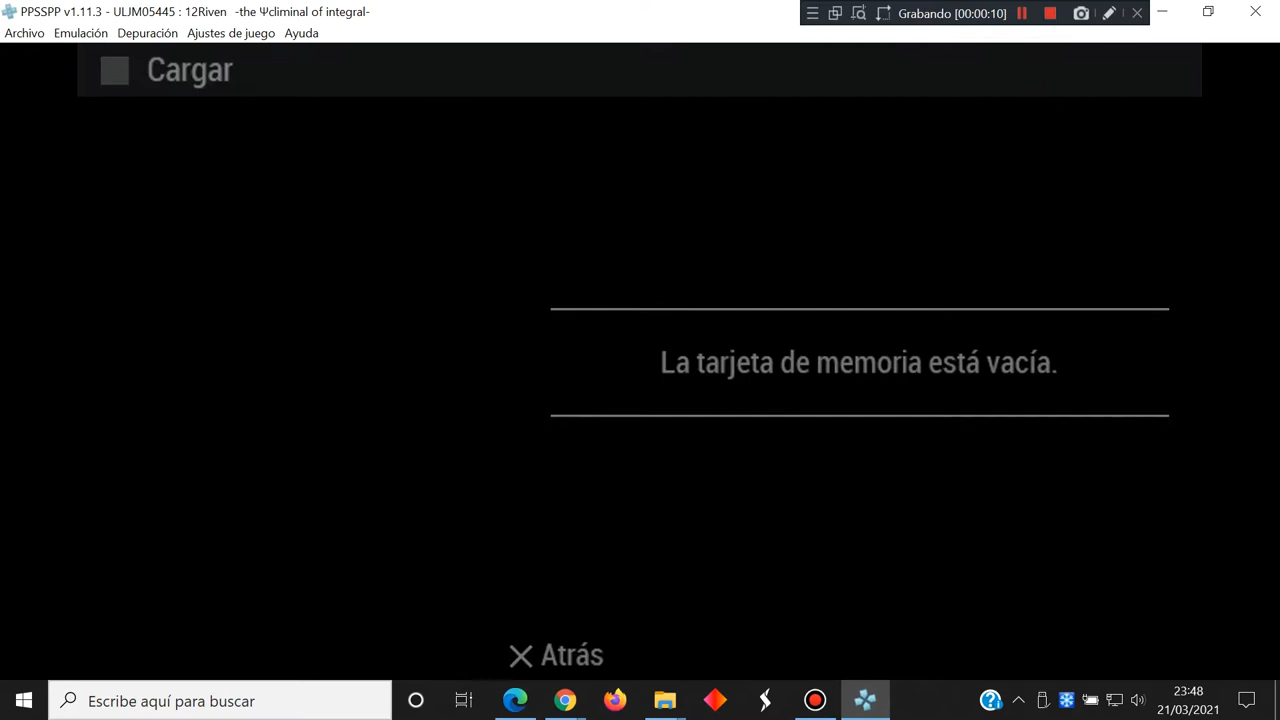 PPSSPP v1.11.3 - ULJM05445 : 12Riven -the Ψcliminal of integral-
Grabando [00:00:10]
Archivo Emulación Depuración Ajustes de juego Ayuda
Cargar
La tarjeta de memoria está vacía.
Atrás
Escribe aquí para buscar
23:48
21/03/2021